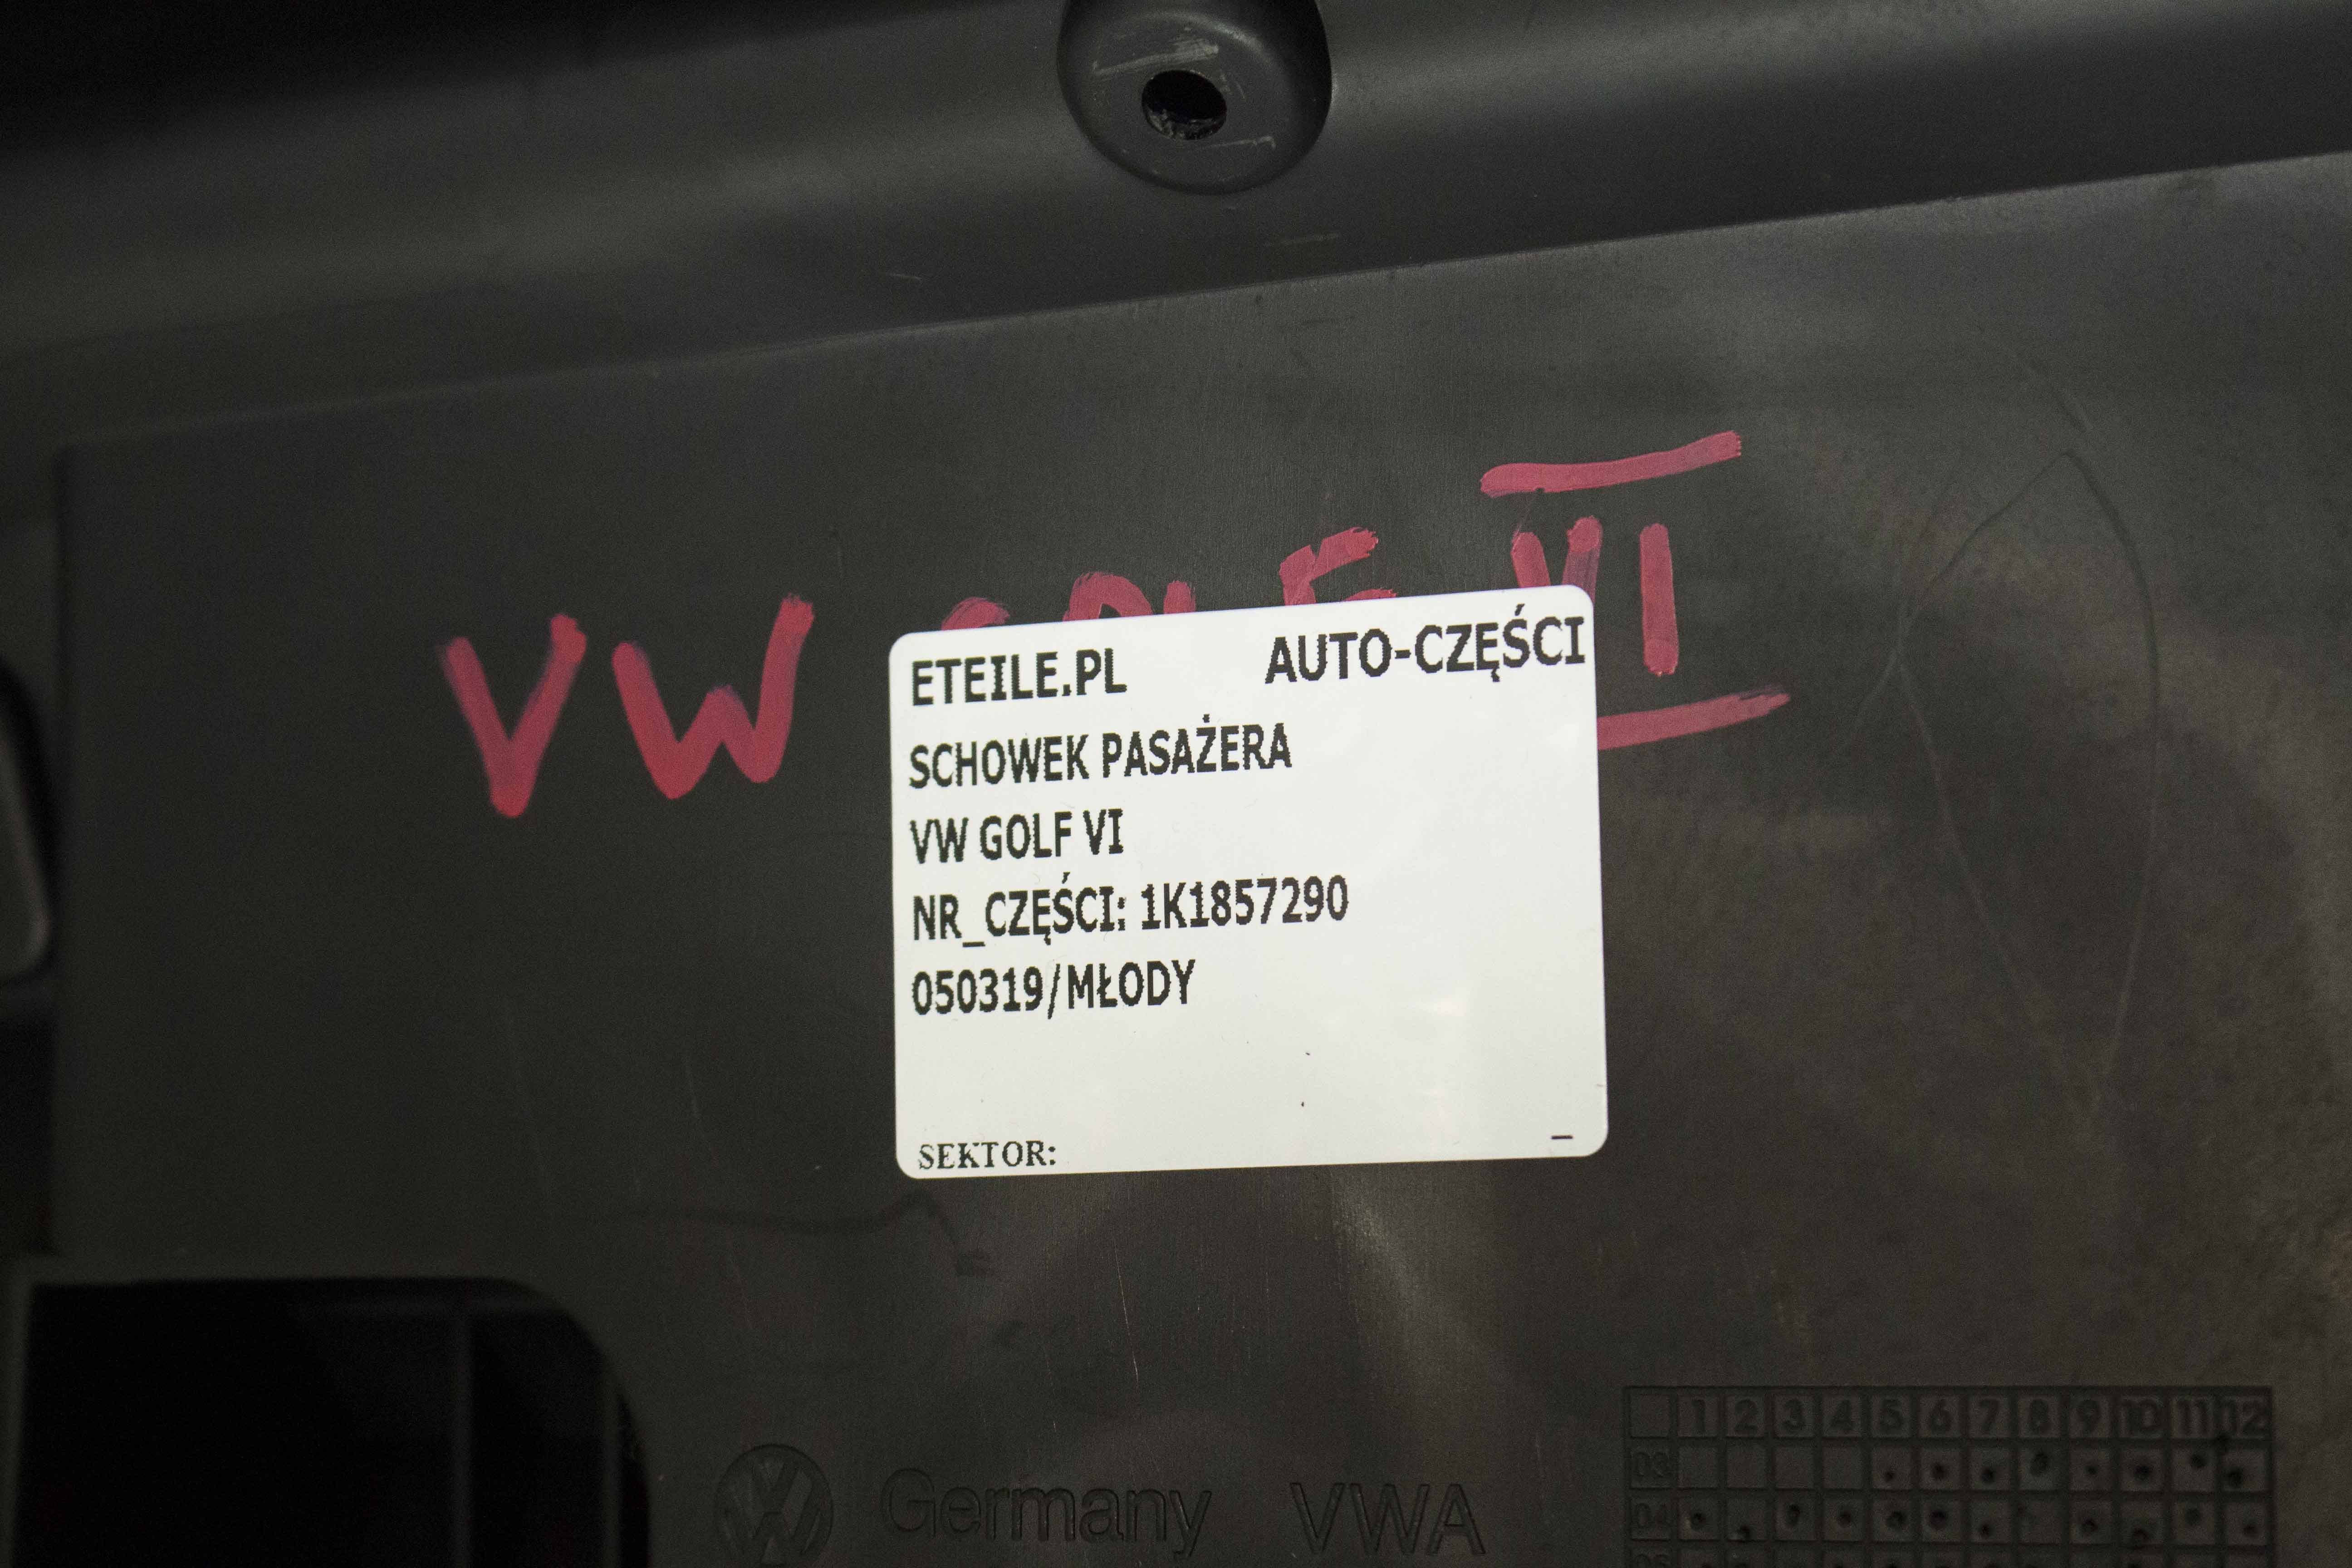 VW GOLF VI
ETEILE.PL AUTO-CZĘŚCI
SCHOWEK PASAŻERA
VW GOLF VI
NR_CZĘŚCI: 1K1857290
050319/MŁODY
SEKTOR: _
Germany VWA
1 2 3 4 5 6 7 8 9 10 11 12
03
04